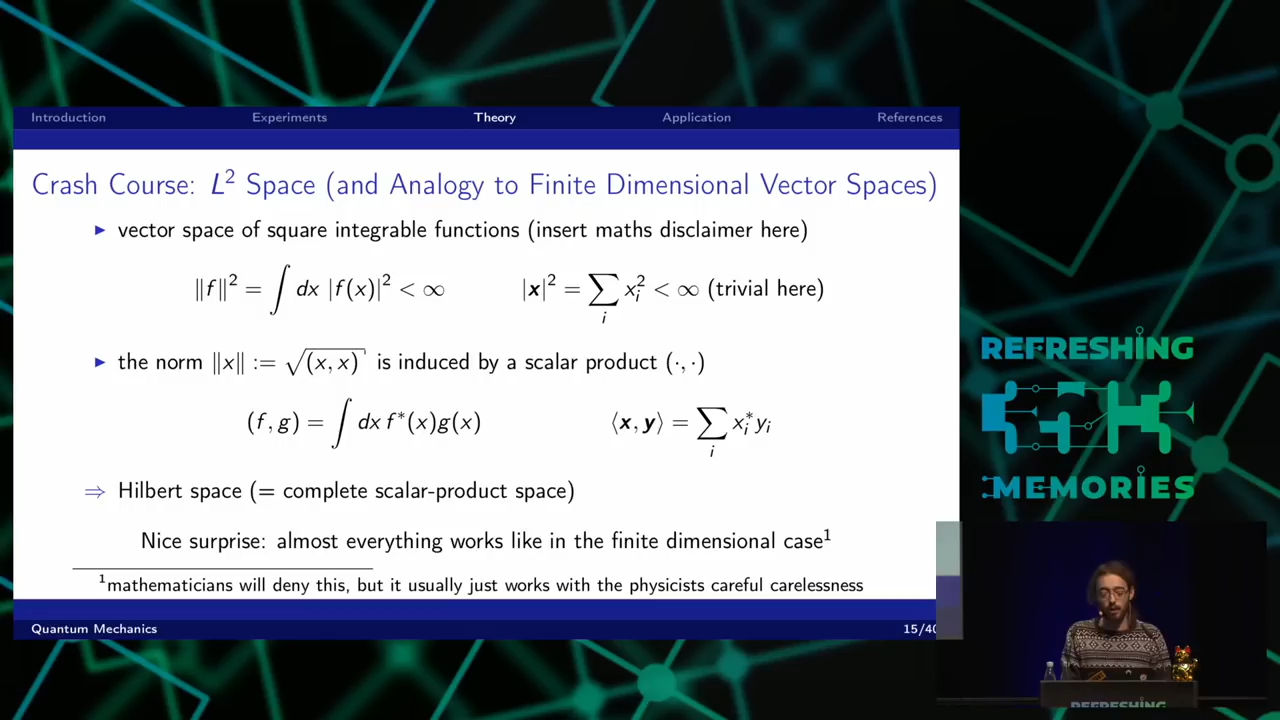 Introduction Experiments Theory Application References
Crash Course: L² Space (and Analogy to Finite Dimensional Vector Spaces)
▶ vector space of square integrable functions (insert maths disclaimer here)
‖f‖² = ∫ dx |f(x)|² < ∞ |x|² = ∑ᵢ xᵢ² < ∞ (trivial here)
▶ the norm ‖x‖ := √(x, x) is induced by a scalar product (·, ·)
(f, g) = ∫ dx f*(x)g(x) ⟨x, y⟩ = ∑ᵢ xᵢ* yᵢ
⇒ Hilbert space (= complete scalar-product space)
Nice surprise: almost everything works like in the finite dimensional case¹
¹mathematicians will deny this, but it usually just works with the physicists careful carelessness
Quantum Mechanics 15/40
REFRESHING
MEMORIES
REFRESHING